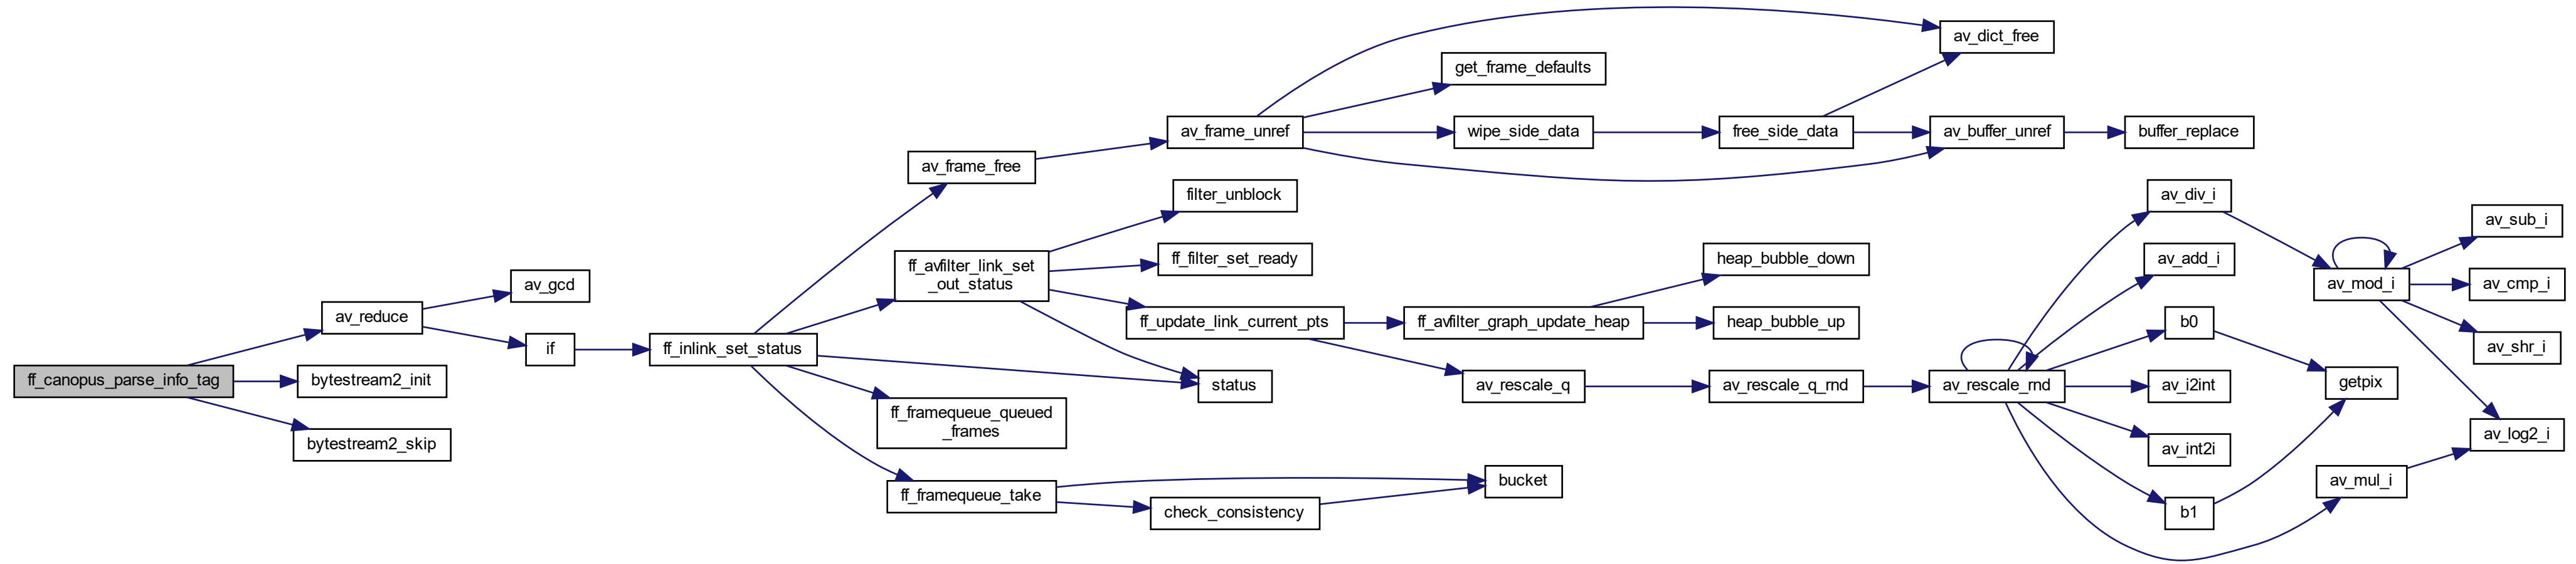 ff_canopus_parse_info_tag
av_reduce
bytestream2_init
bytestream2_skip
av_gcd
if
ff_inlink_set_status
av_frame_free
ff_avfilter_link_set
_out_status
ff_framequeue_queued
_frames
ff_framequeue_take
av_frame_unref
filter_unblock
ff_filter_set_ready
ff_update_link_current_pts
status
check_consistency
get_frame_defaults
wipe_side_data
ff_avfilter_graph_update_heap
av_rescale_q
bucket
free_side_data
heap_bubble_down
heap_bubble_up
av_rescale_q_rnd
av_dict_free
av_buffer_unref
av_rescale_rnd
buffer_replace
av_div_i
av_add_i
b0
av_i2int
av_int2i
b1
av_mod_i
getpix
av_mul_i
av_sub_i
av_cmp_i
av_shr_i
av_log2_i